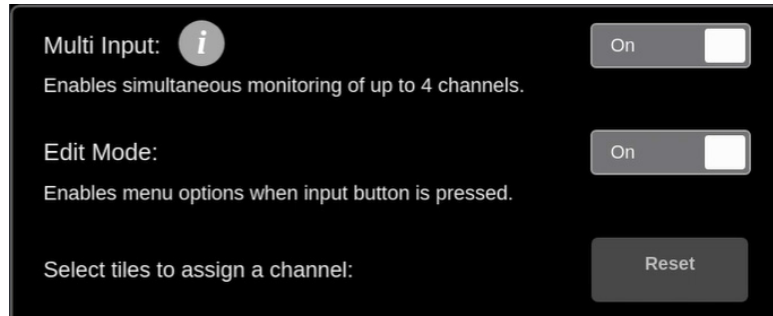 Multi Input: i On
Enables simultaneous monitoring of up to 4 channels.
Edit Mode: On
Enables menu options when input button is pressed.
Select tiles to assign a channel: Reset